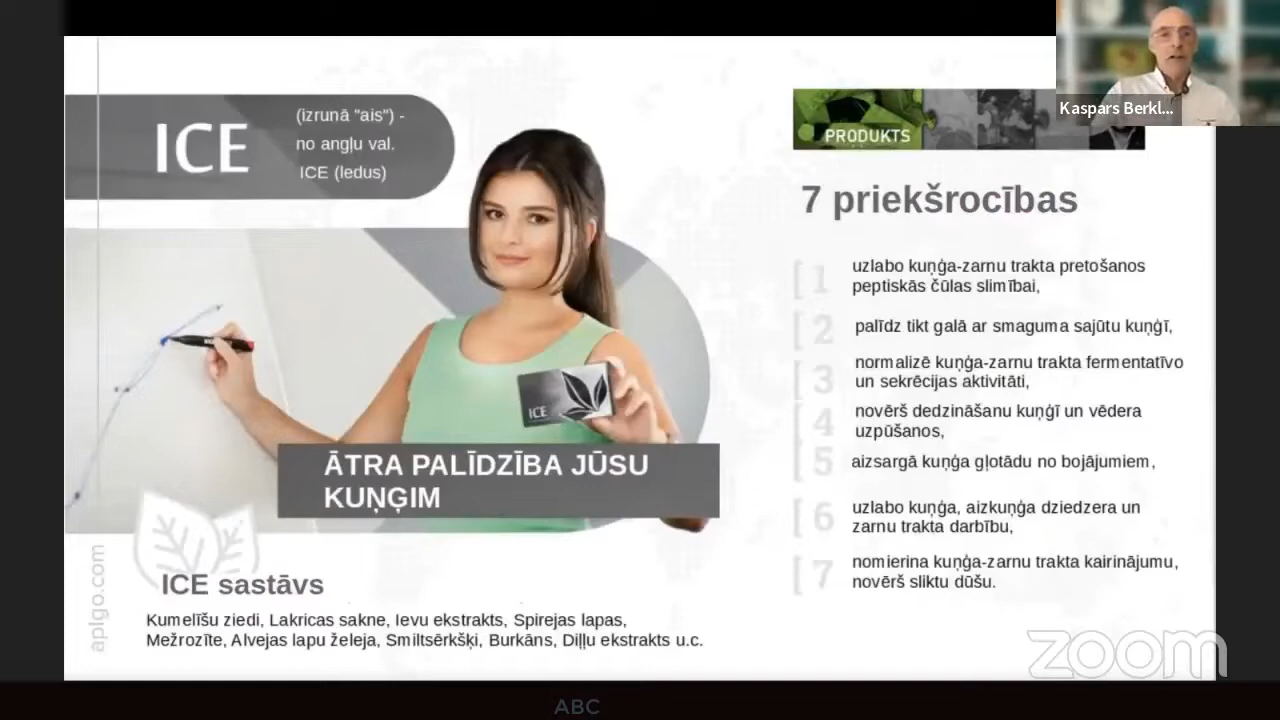 Kaspars Berkl...
ICE
(izrunā "ais") -
no angļu val.
ICE (ledus)
PRODUKTS
7 priekšrocības
[ 1 uzlabo kuņģa-zarnu trakta pretošanos
peptiskās čūlas slimībai,
[ 2 palīdz tikt galā ar smaguma sajūtu kuņģī,
[ 3 normalizē kuņģa-zarnu trakta fermentatīvo
un sekrēcijas aktivitāti,
[ 4 novērš dedzināšanu kuņģī un vēdera
uzpūšanos,
[ 5 aizsargā kuņģa gļotādu no bojājumiem,
[ 6 uzlabo kuņģa, aizkuņģa dziedzera un
zarnu trakta darbību,
[ 7 nomierina kuņģa-zarnu trakta kairinājumu,
novērš sliktu dūšu.
ICE
ĀTRA PALĪDZĪBA JŪSU
KUŅĢIM
aplgo.com
ICE sastāvs
Kumelīšu ziedi, Lakricas sakne, Ievu ekstrakts, Spirejas lapas,
Mežrozīte, Alvejas lapu želeja, Smiltsērkšķi, Burkāns, Diļļu ekstrakts u.c.
zoom
ABC